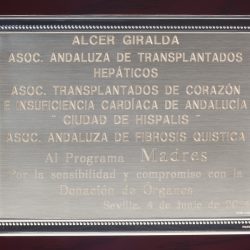 ALCER GIRALDA
ASOC. ANDALUZA DE TRANSPLANTADOS
HEPÁTICOS
ASOC. TRANSPLANTADOS DE CORAZÓN
E INSUFICIENCIA CARDÍACA DE ANDALUCÍA
"CIUDAD DE HISPALIS"
ASOC. ANDALUZA DE FIBROSIS QUÍSTICA
Al Programa Madres
Por la sensibilidad y compromiso con la
Donación de Órganos
Sevilla, 4 de Junio de